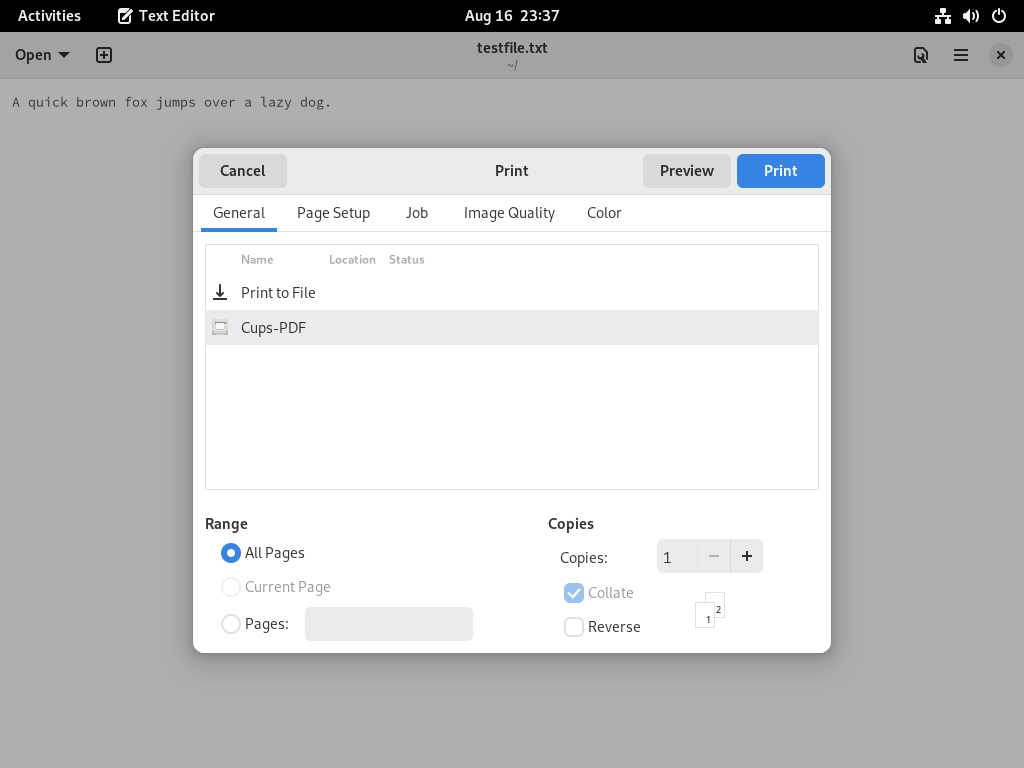 Activities Text Editor Aug 16 23:37
Open testfile.txt
~/
A quick brown fox jumps over a lazy dog.
Cancel Print Preview Print
General Page Setup Job Image Quality Color
Name Location Status
Print to File
Cups-PDF
Range Copies
All Pages
Copies: 1 − +
Current Page
Collate
2
1
Pages:
Reverse